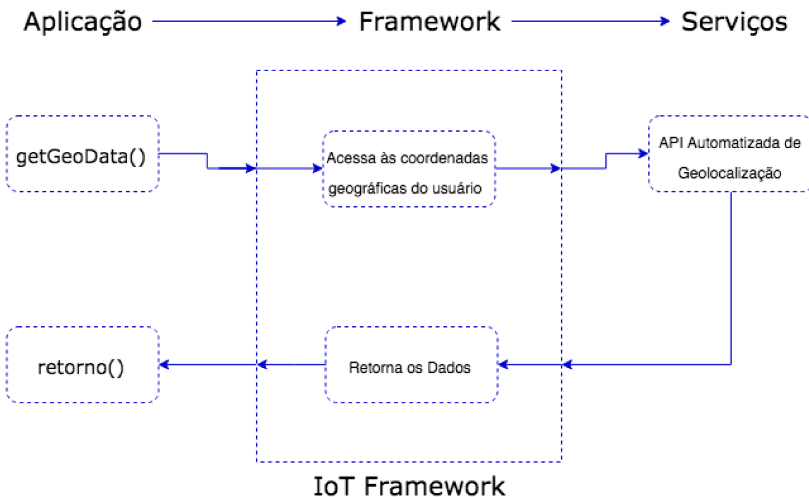 Aplicação
Framework
Serviços
getGeoData()
Acessa às coordenadas
geográficas do usuário
API Automatizada de
Geolocalização
retorno()
Retorna os Dados
IoT Framework